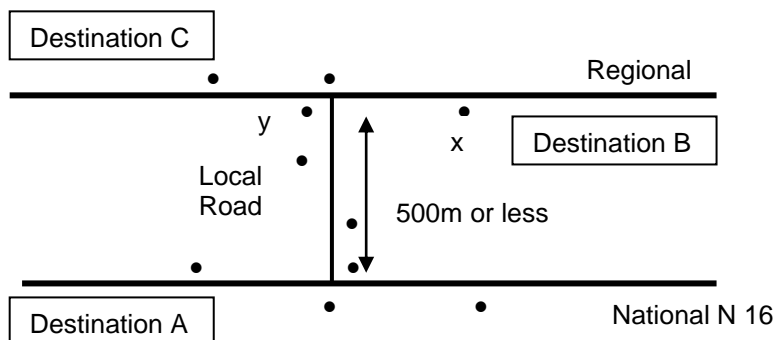 Destination C
Regional
y
x
Destination B
Local
Road
500m or less
National N 16
Destination A